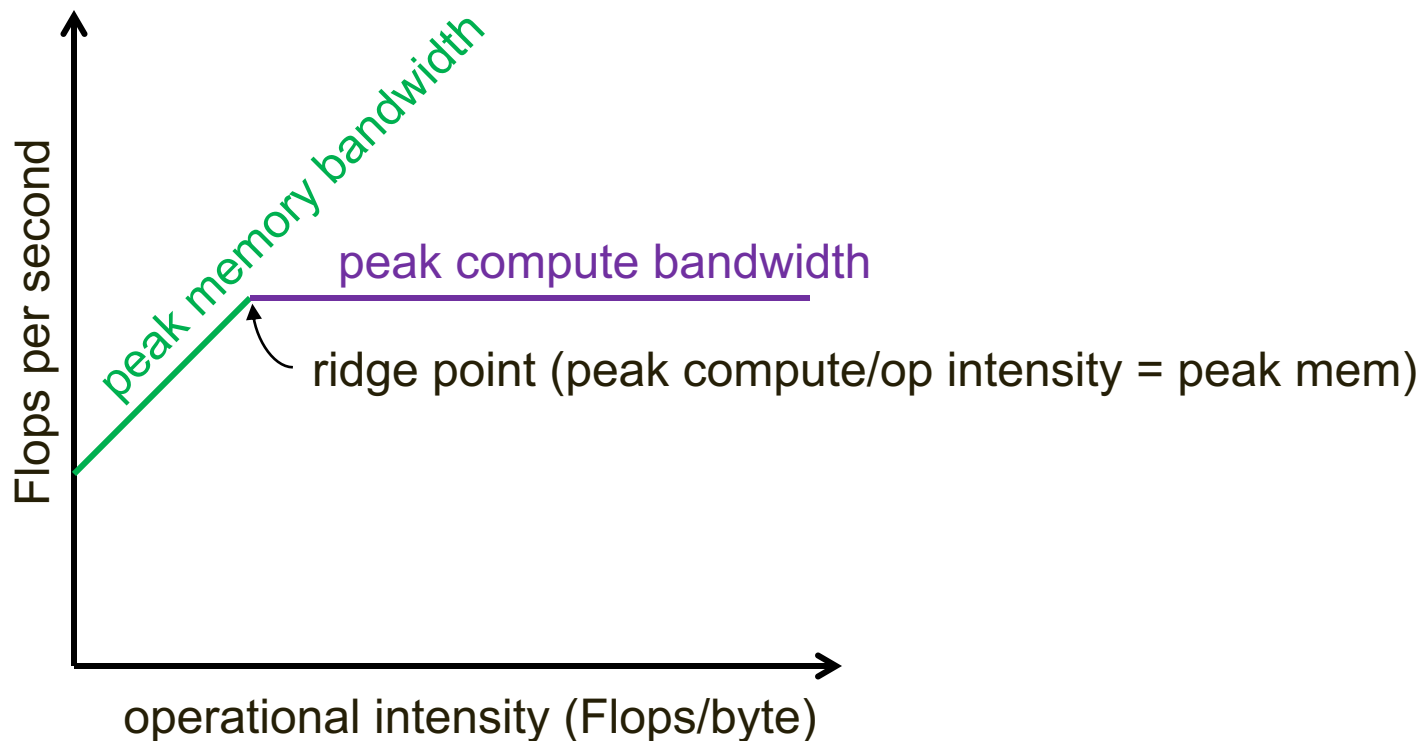 Flops per second
peak memory bandwidth
peak compute bandwidth
ridge point (peak compute/op intensity = peak mem)
operational intensity (Flops/byte)